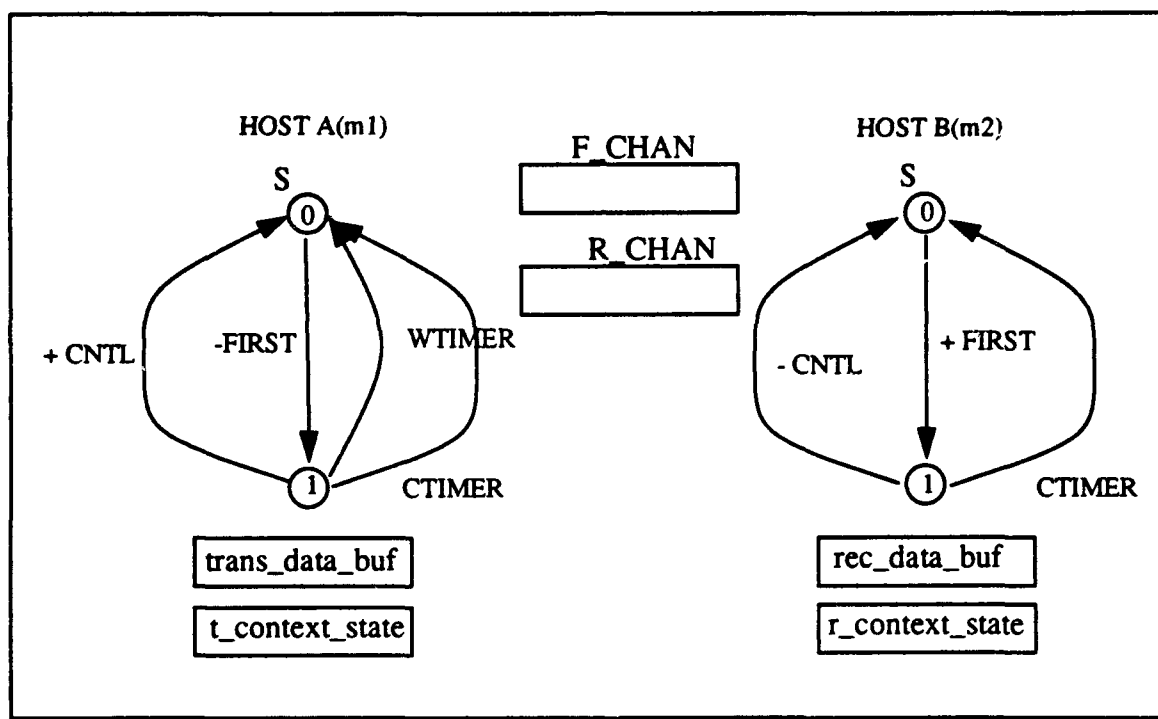 HOST A(m1)
HOST B(m2)
F_CHAN
S
S
0
0
R_CHAN
+ CNTL
-FIRST
WTIMER
- CNTL
+ FIRST
1
CTIMER
1
CTIMER
trans_data_buf
rec_data_buf
t_context_state
r_context_state